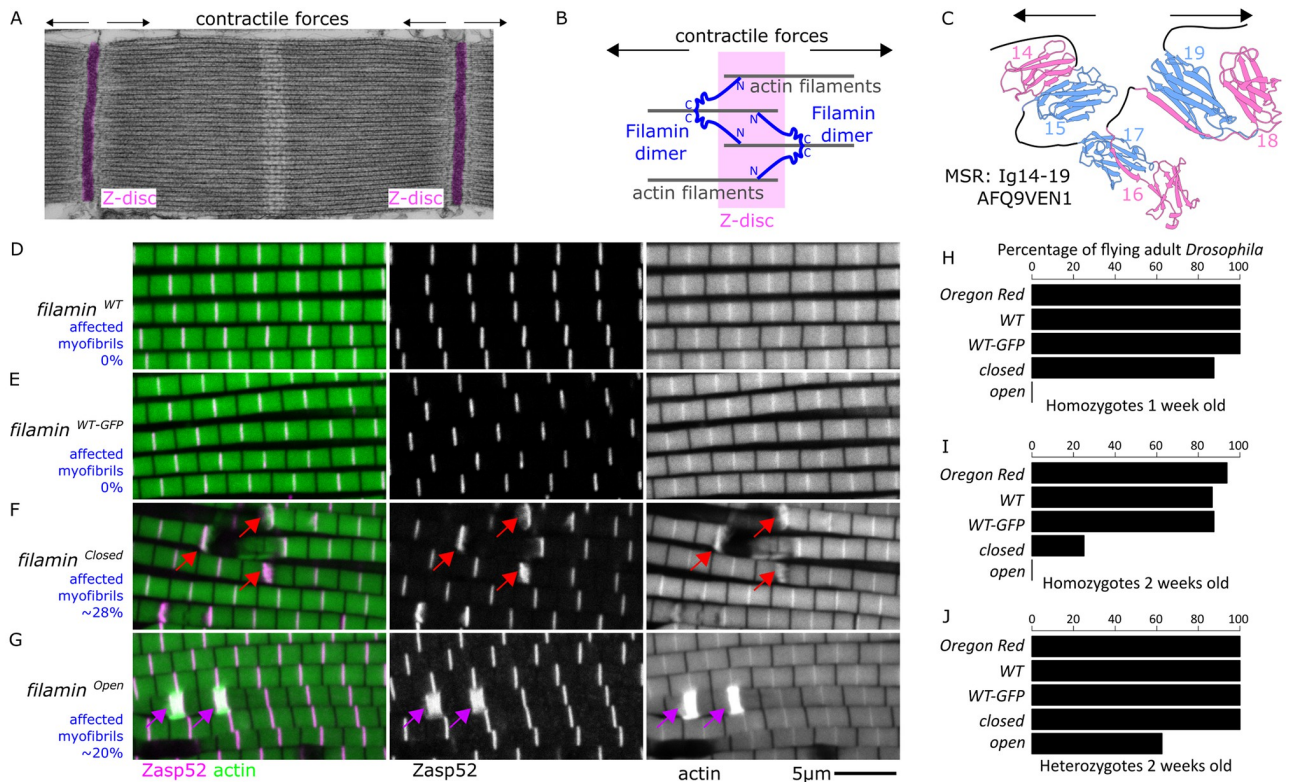 A
contractile forces
Z-disc
Z-disc
B
contractile forces
N
actin filaments
C
C
N
N
Filamin
dimer
Filamin
dimer
C
C
N
actin filaments
Z-disc
C
14
19
15
17
18
16
MSR: Ig14-19
AFQ9VEN1
D
filamin WT
affected
myofibrils
0%
E
filamin WT-GFP
affected
myofibrils
0%
F
filamin Closed
affected
myofibrils
~28%
G
filamin Open
affected
myofibrils
~20%
Zasp52 actin
Zasp52
actin
5µm
H
Percentage of flying adult Drosophila
0 20 40 60 80 100
Oregon Red
WT
WT-GFP
closed
open
Homozygotes 1 week old
I
0 20 40 60 80 100
Oregon Red
WT
WT-GFP
closed
open
Homozygotes 2 weeks old
J
0 20 40 60 80 100
Oregon Red
WT
WT-GFP
closed
open
Heterozygotes 2 weeks old